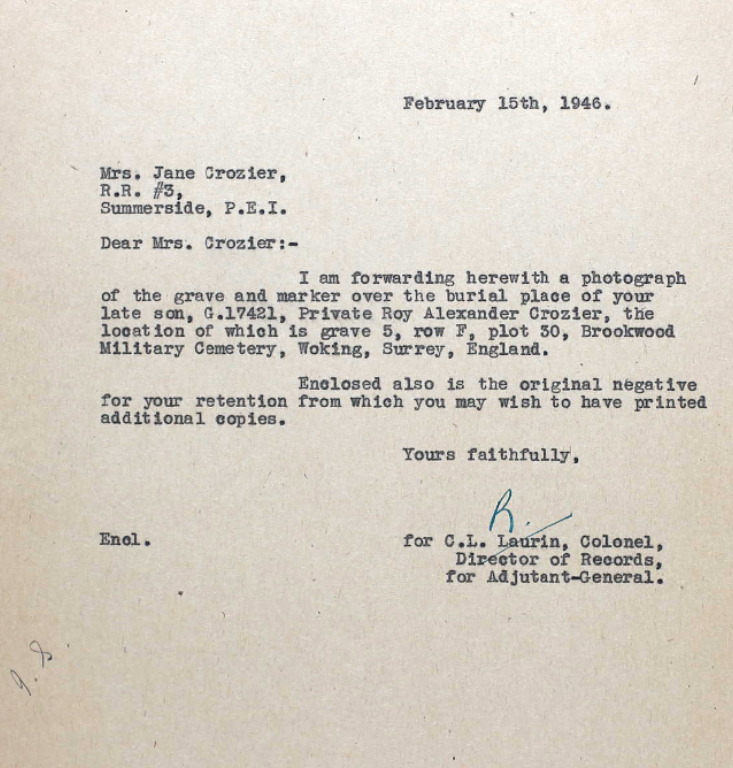 February 15th, 1946.
Mrs. Jane Crozier,
R.R. #3,
Summerside, P.E.I.
Dear Mrs. Crozier:-
I am forwarding herewith a photograph
of the grave and marker over the burial place of your
late son, G.17421, Private Roy Alexander Crozier, the
location of which is grave 5, row F, plot 30, Brookwood
Military Cemetery, Woking, Surrey, England.
Enclosed also is the original negative
for your retention from which you may wish to have printed
additional copies.
Yours faithfully,
R.
Encl.
for C.L. Laurin, Colonel,
Director of Records,
for Adjutant-General.